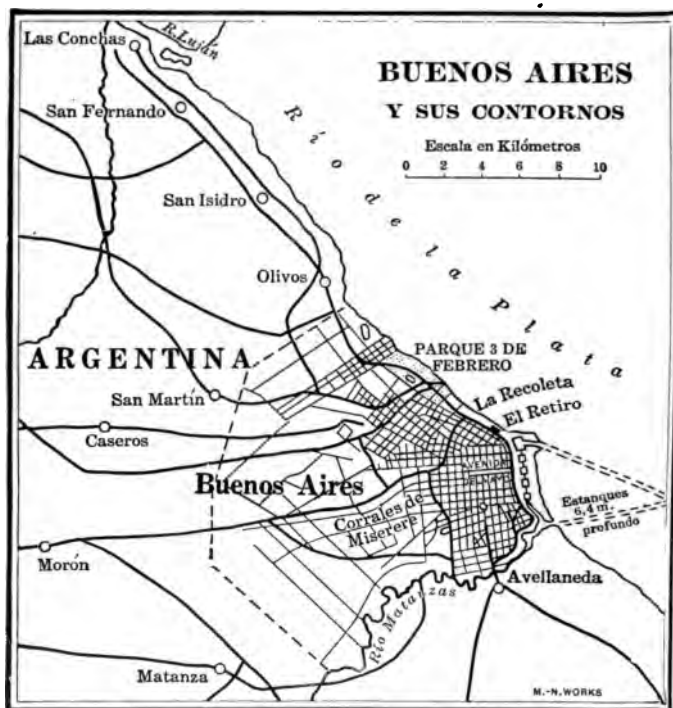 BUENOS AIRES
Y SUS CONTORNOS
Escala en Kilómetros
0 2 4 6 8 10
Las Conchas
R. Luján
San Fernando
San Isidro
Río de la Plata
Olivos
ARGENTINA
PARQUE 3 DE
FEBRERO
San Martín
La Recoleta
El Retiro
Caseros
Buenos Aires
Corrales de
Miserere
Estanques
6,4 m.
profundo
Morón
Avellaneda
Río Matanzas
Matanza
M.-N. WORKS